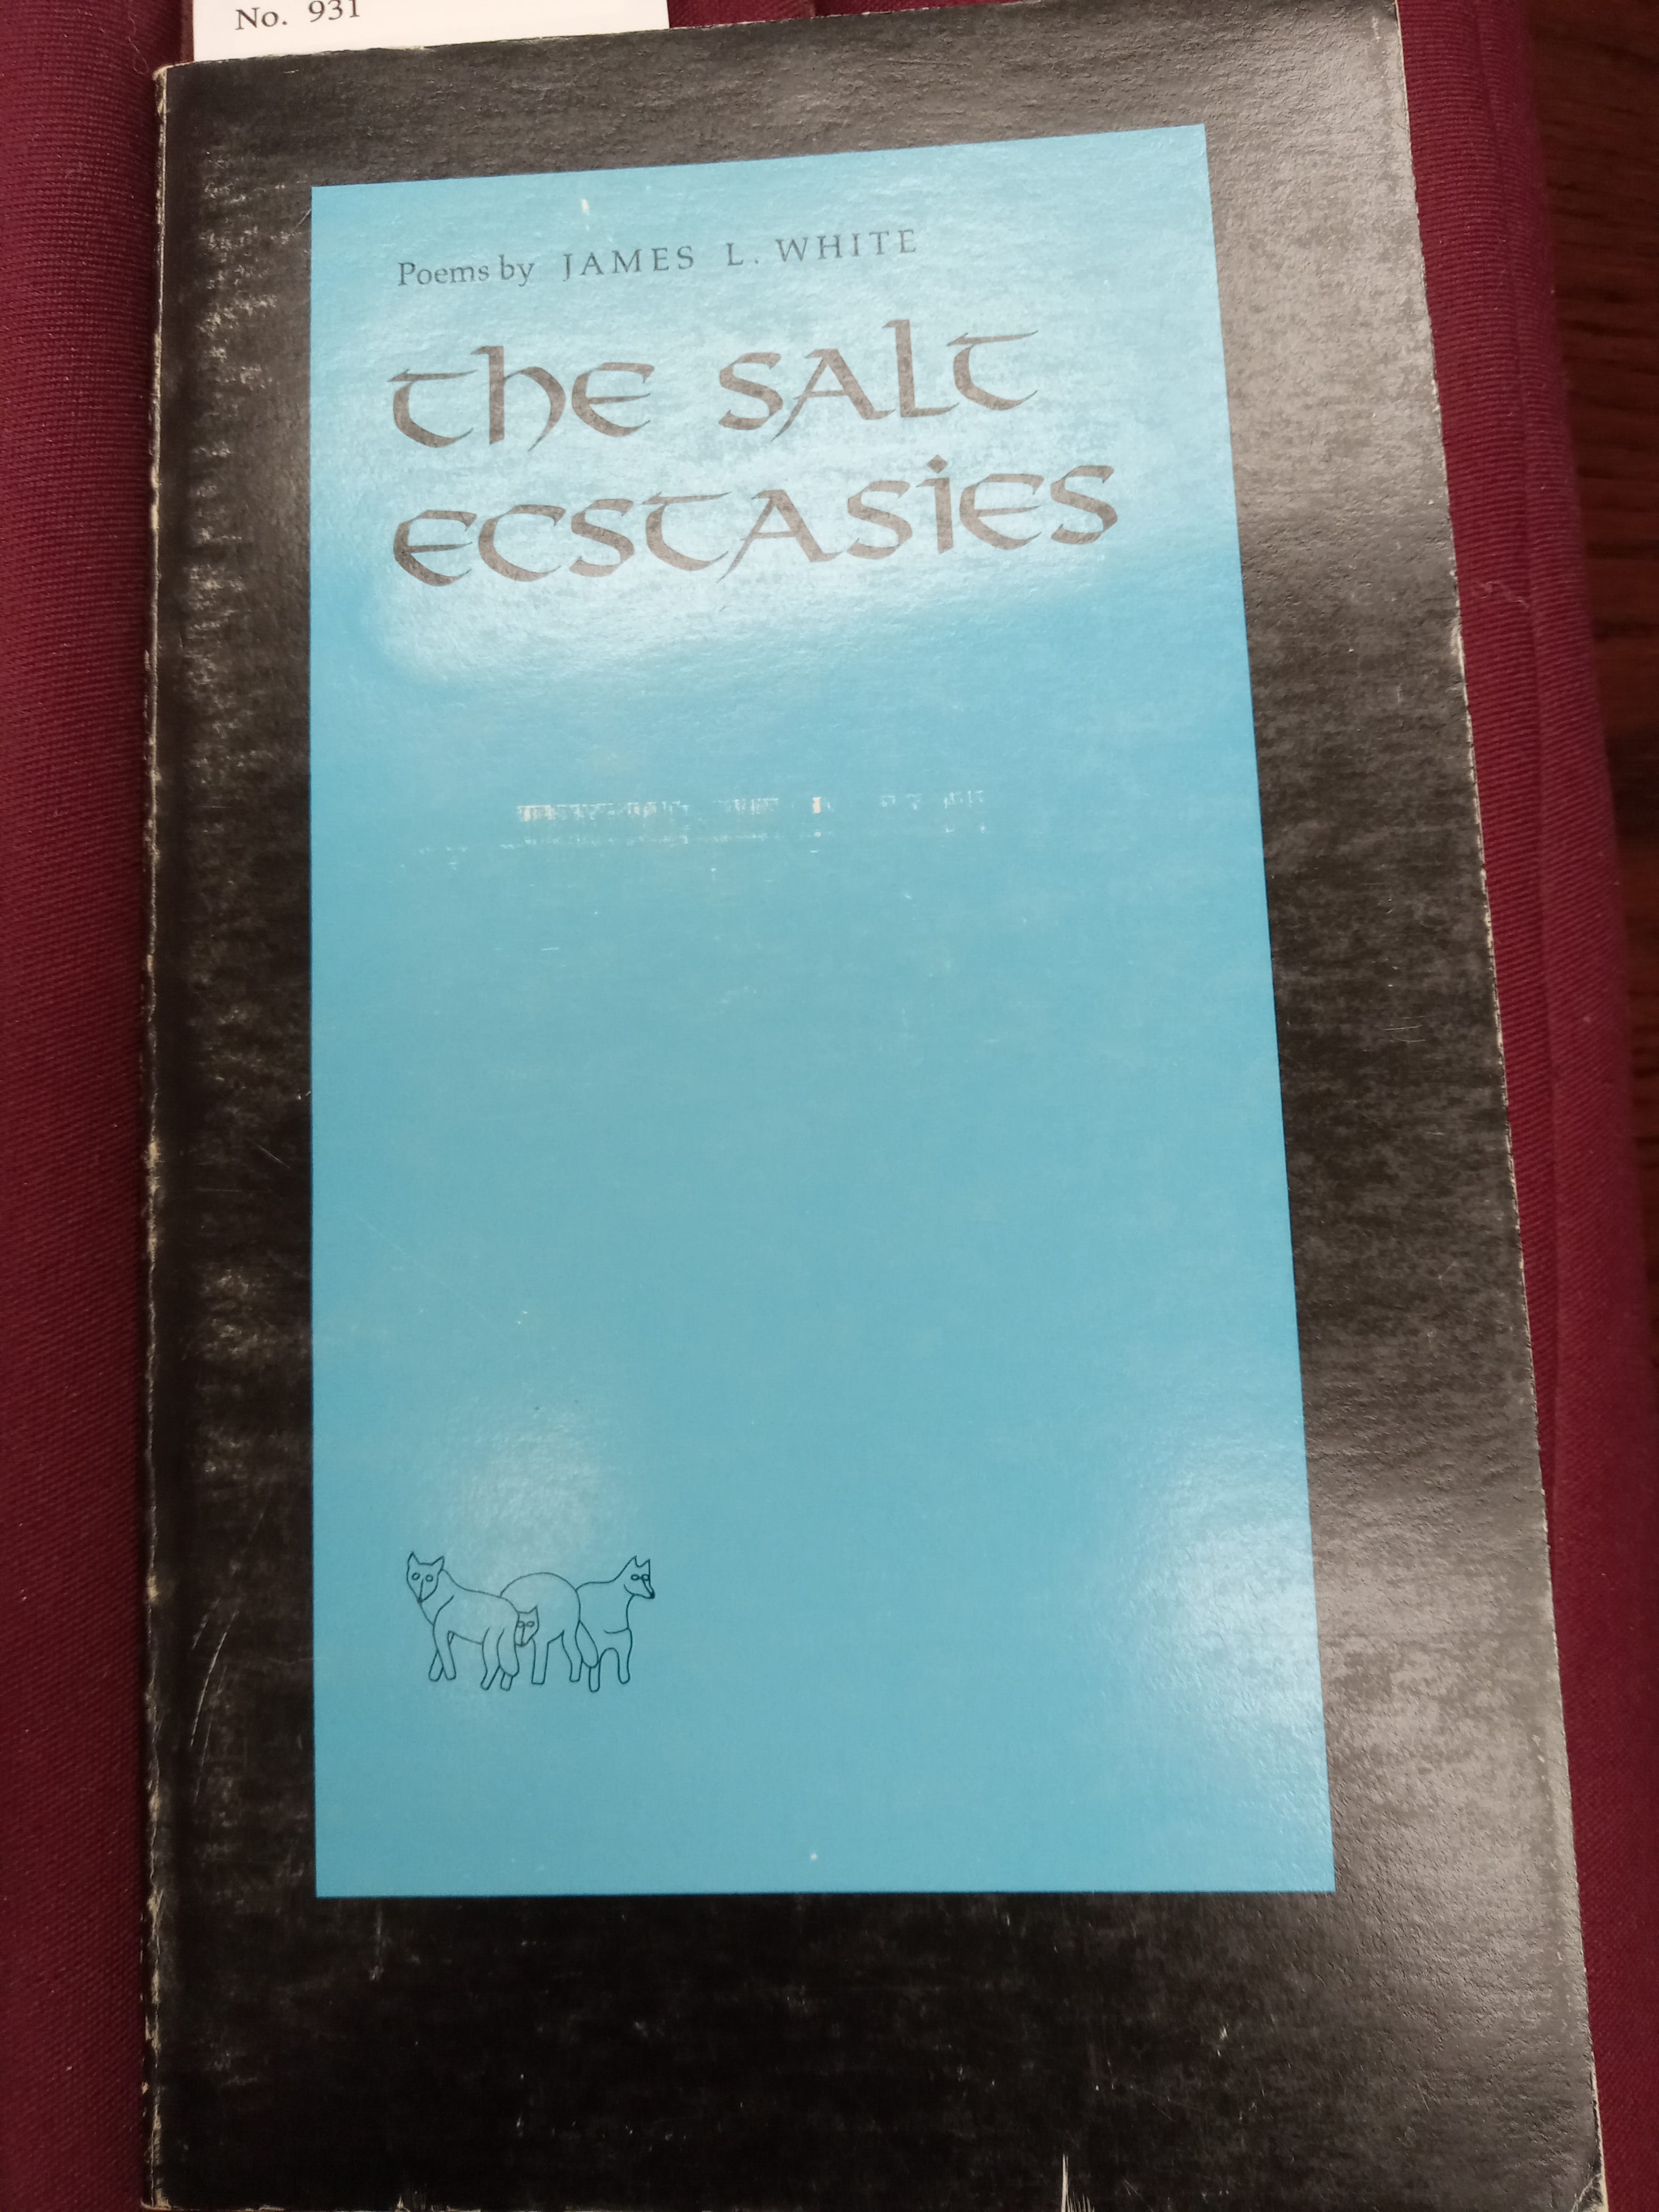 No. 931
Poems by JAMES L. WHITE
the SALT
ECSTASIES